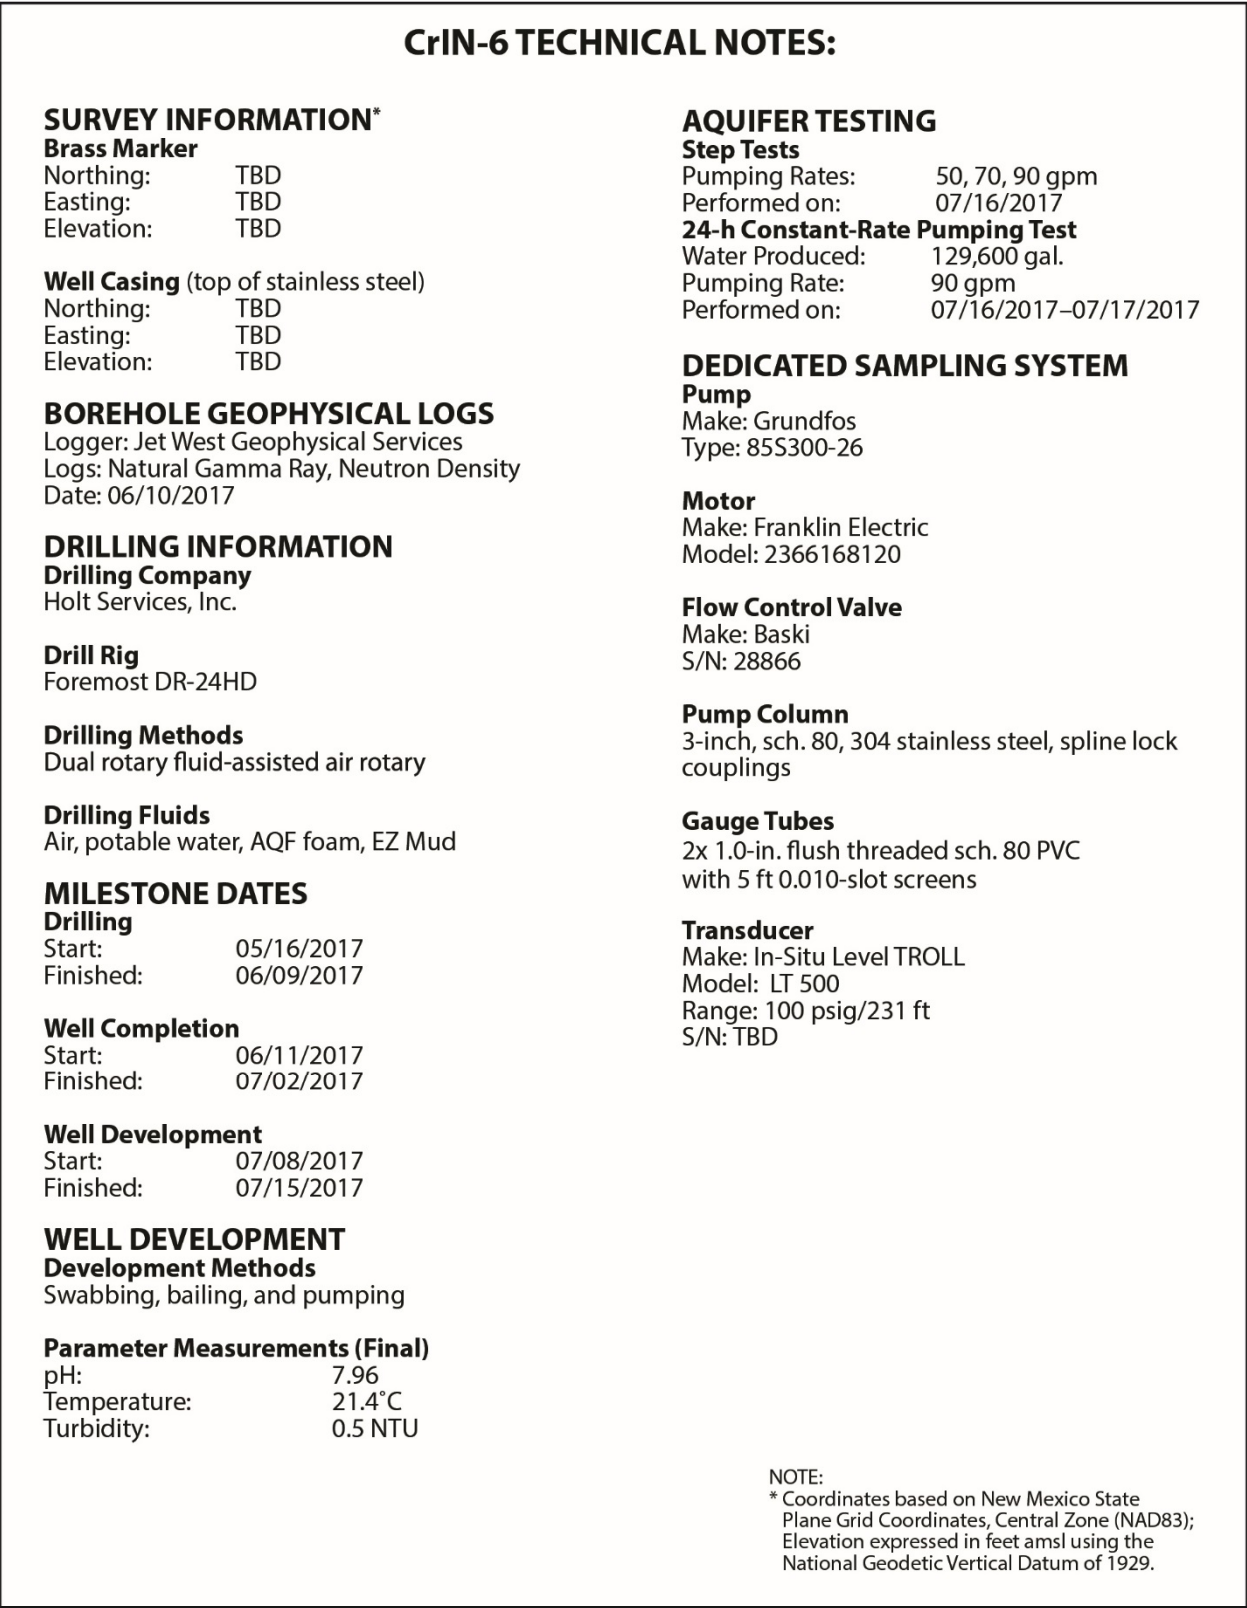 CrIN-6 TECHNICAL NOTES:
SURVEY INFORMATION*
Brass Marker
Northing: TBD
Easting: TBD
Elevation: TBD
Well Casing (top of stainless steel)
Northing: TBD
Easting: TBD
Elevation: TBD
BOREHOLE GEOPHYSICAL LOGS
Logger: Jet West Geophysical Services
Logs: Natural Gamma Ray, Neutron Density
Date: 06/10/2017
DRILLING INFORMATION
Drilling Company
Holt Services, Inc.
Drill Rig
Foremost DR-24HD
Drilling Methods
Dual rotary fluid-assisted air rotary
Drilling Fluids
Air, potable water, AQF foam, EZ Mud
MILESTONE DATES
Drilling
Start: 05/16/2017
Finished: 06/09/2017
Well Completion
Start: 06/11/2017
Finished: 07/02/2017
Well Development
Start: 07/08/2017
Finished: 07/15/2017
WELL DEVELOPMENT
Development Methods
Swabbing, bailing, and pumping
Parameter Measurements (Final)
pH: 7.96
Temperature: 21.4˚C
Turbidity: 0.5 NTU
AQUIFER TESTING
Step Tests
Pumping Rates: 50, 70, 90 gpm
Performed on: 07/16/2017
24-h Constant-Rate Pumping Test
Water Produced: 129,600 gal.
Pumping Rate: 90 gpm
Performed on: 07/16/2017–07/17/2017
DEDICATED SAMPLING SYSTEM
Pump
Make: Grundfos
Type: 85S300-26
Motor
Make: Franklin Electric
Model: 2366168120
Flow Control Valve
Make: Baski
S/N: 28866
Pump Column
3-inch, sch. 80, 304 stainless steel, spline lock
couplings
Gauge Tubes
2x 1.0-in. flush threaded sch. 80 PVC
with 5 ft 0.010-slot screens
Transducer
Make: In-Situ Level TROLL
Model: LT 500
Range: 100 psig/231 ft
S/N: TBD
NOTE:
* Coordinates based on New Mexico State
Plane Grid Coordinates, Central Zone (NAD83);
Elevation expressed in feet amsl using the
National Geodetic Vertical Datum of 1929.